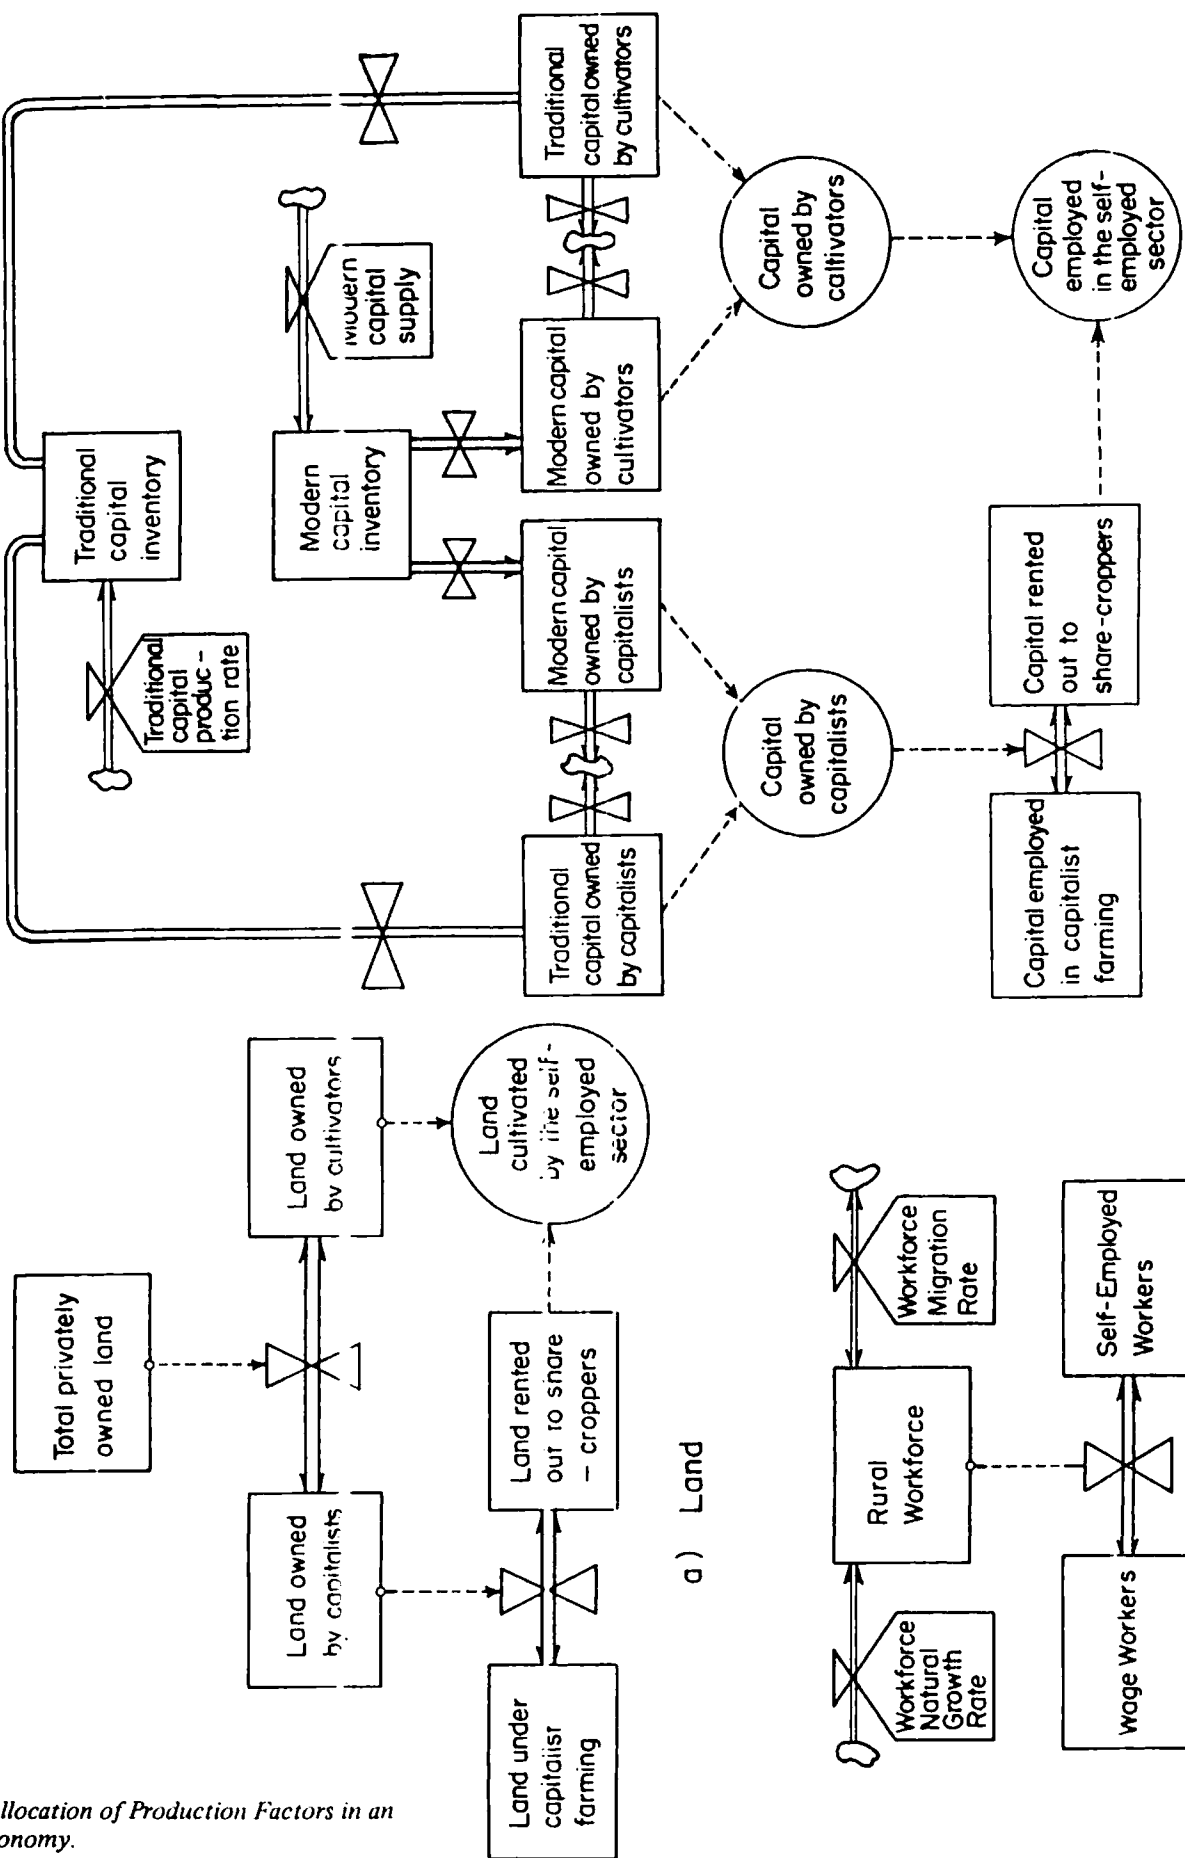 Total privately
owned land
Land owned
by capitalists
Land owned
by cultivators
Land under
capitalist
farming
Land rented
out to share
– croppers
Land
cultivated
by the self-
employed
sector
a) Land
Workforce
Natural
Growth
Rate
Rural
Workforce
Workforce
Migration
Rate
Wage Workers
Self-Employed
Workers
Traditional
capital
produc –
tion rate
Traditional
capital
inventory
Modern
capital
inventory
Modern
capital
supply
Traditional
capital owned
by capitalists
Modern capital
owned by
capitalists
Modern capital
owned by
cultivators
Traditional
capital owned
by cultivators
Capital
owned by
capitalists
Capital
owned by
caltivators
Capital employed
in capitalist
farming
Capital rented
out to
share-croppers
Capital
employed
in the self-
employed
sector
llocation of Production Factors in an
onomy.